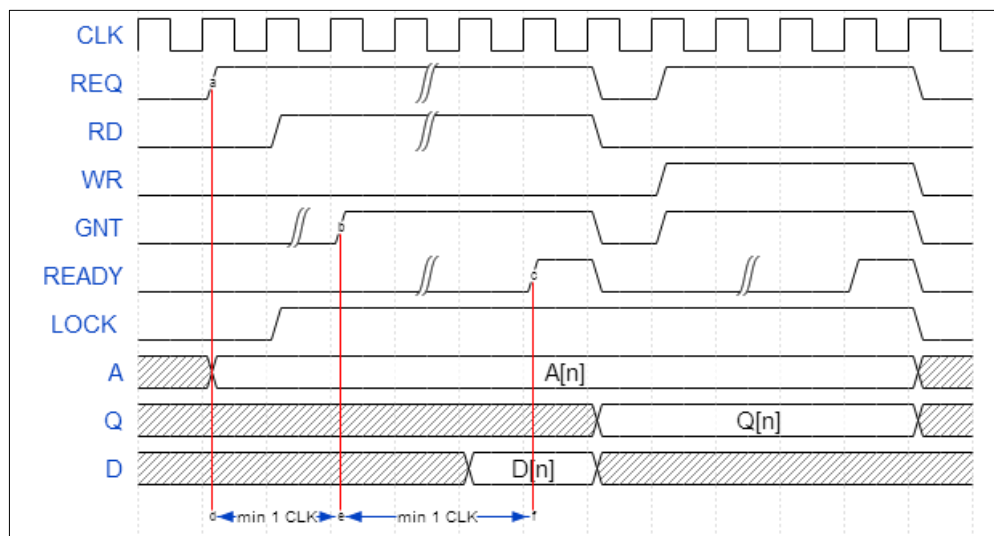 CLK
REQ a
RD
WR
GNT b
READY c
LOCK
A A[n]
Q Q[n]
D D[n]
d min 1 CLK e min 1 CLK f